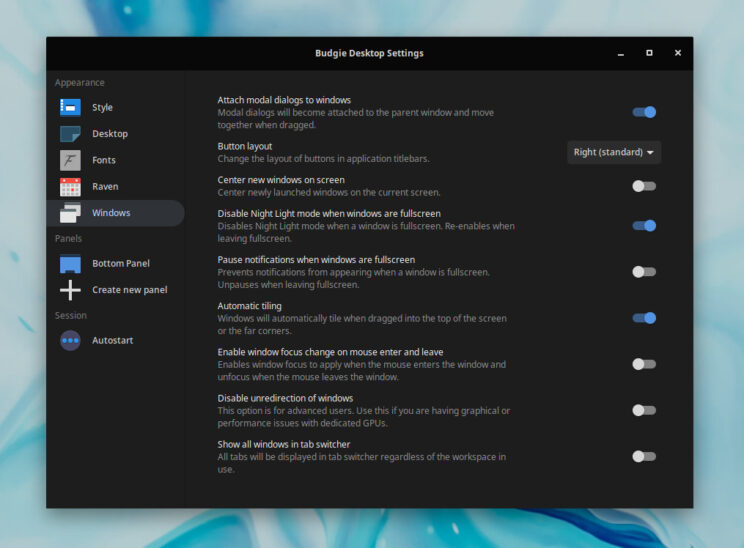 Budgie Desktop Settings
Appearance
Style
Desktop
Fonts
Raven
Windows
Panels
Bottom Panel
Create new panel
Session
Autostart
Attach modal dialogs to windows
Modal dialogs will become attached to the parent window and move
together when dragged.
Button layout
Change the layout of buttons in application titlebars.
Right (standard)
Center new windows on screen
Center newly launched windows on the current screen.
Disable Night Light mode when windows are fullscreen
Disables Night Light mode when a window is fullscreen. Re-enables when
leaving fullscreen.
Pause notifications when windows are fullscreen
Prevents notifications from appearing when a window is fullscreen.
Unpauses when leaving fullscreen.
Automatic tiling
Windows will automatically tile when dragged into the top of the screen
or the far corners.
Enable window focus change on mouse enter and leave
Enables window focus to apply when the mouse enters the window and
unfocus when the mouse leaves the window.
Disable unredirection of windows
This option is for advanced users. Use this if you are having graphical or
performance issues with dedicated GPUs.
Show all windows in tab switcher
All tabs will be displayed in tab switcher regardless of the workspace in
use.